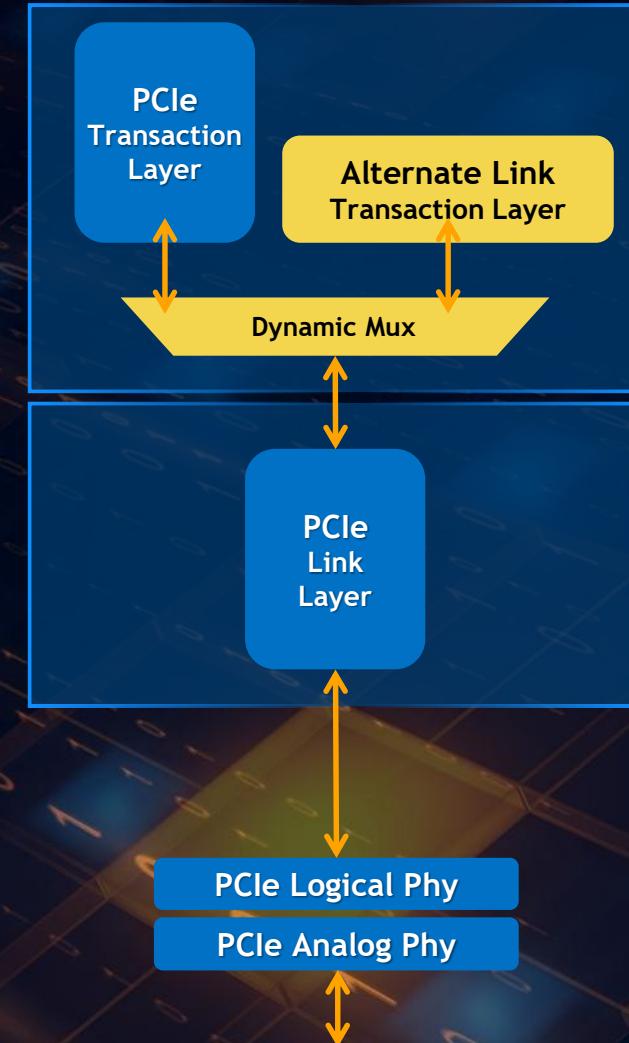 PCIe
Transaction
Layer
Alternate Link
Transaction Layer
Dynamic Mux
PCIe
Link
Layer
PCIe Logical Phy
PCIe Analog Phy